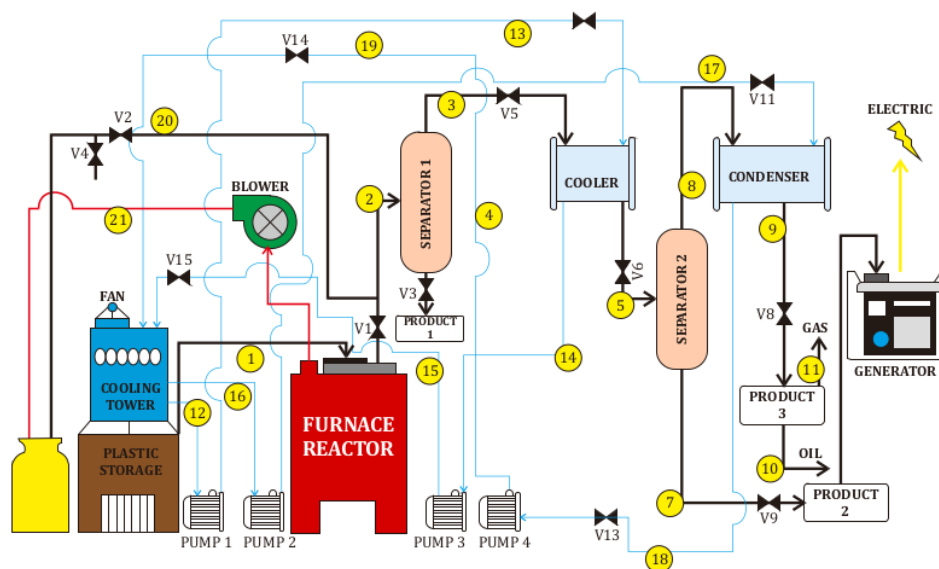 13
V14
19
17
V11
ELECTRIC
V2
20
3
V5
V4
SEPARATOR 1
COOLER
CONDENSER
BLOWER
2
8
21
4
9
V15
SEPARATOR 2
V6
FAN
V3
5
V8
GAS
PRODUCT
1
V1
1
14
15
11
GENERATOR
COOLING
TOWER
16
12
FURNACE
REACTOR
PRODUCT
3
PLASTIC
STORAGE
10
OIL
7
PRODUCT
2
V9
PUMP 1
PUMP 2
PUMP 3
PUMP 4
V13
18